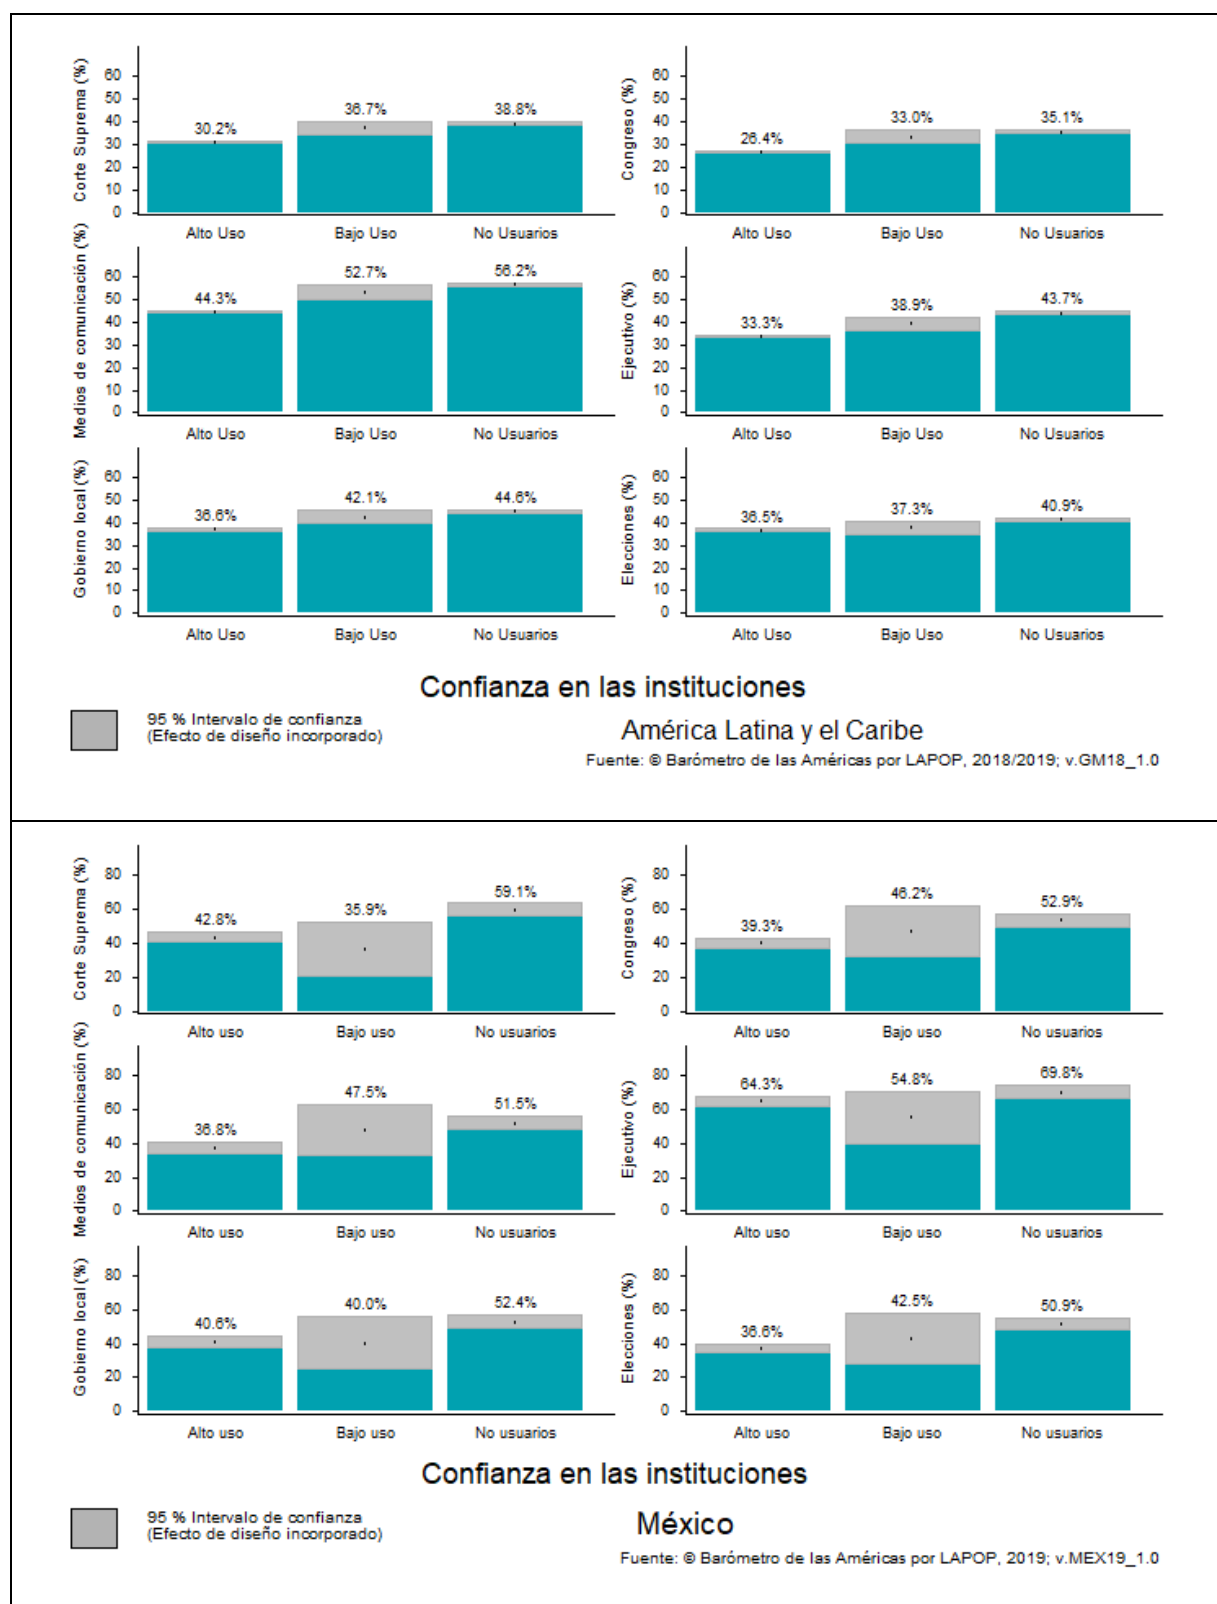 Corte Suprema (%)
60
50
40
30
20
10
0
30.2%
36.7%
38.8%
Alto Uso
Bajo Uso
No Usuarios
Congreso (%)
60
50
40
30
20
10
0
26.4%
33.0%
35.1%
Alto Uso
Bajo Uso
No Usuarios
Medios de comunicación (%)
60
50
40
30
20
10
0
44.3%
52.7%
56.2%
Alto Uso
Bajo Uso
No Usuarios
Ejecutivo (%)
60
50
40
30
20
10
0
33.3%
38.9%
43.7%
Alto Uso
Bajo Uso
No Usuarios
Gobierno local (%)
60
50
40
30
20
10
0
36.6%
42.1%
44.6%
Alto Uso
Bajo Uso
No Usuarios
Elecciones (%)
60
50
40
30
20
10
0
36.5%
37.3%
40.9%
Alto Uso
Bajo Uso
No Usuarios
Confianza en las instituciones
95 % Intervalo de confianza
(Efecto de diseño incorporado)
América Latina y el Caribe
Fuente: © Barómetro de las Américas por LAPOP, 2018/2019; v.GM18_1.0
Corte Suprema (%)
80
60
40
20
0
42.8%
35.9%
59.1%
Alto uso
Bajo uso
No usuarios
Congreso (%)
80
60
40
20
0
39.3%
46.2%
52.9%
Alto uso
Bajo uso
No usuarios
Medios de comunicación (%)
80
60
40
20
0
36.8%
47.5%
51.5%
Alto uso
Bajo uso
No usuarios
Ejecutivo (%)
80
60
40
20
0
64.3%
54.8%
69.8%
Alto uso
Bajo uso
No usuarios
Gobierno local (%)
80
60
40
20
0
40.6%
40.0%
52.4%
Alto uso
Bajo uso
No usuarios
Elecciones (%)
80
60
40
20
0
36.6%
42.5%
50.9%
Alto uso
Bajo uso
No usuarios
Confianza en las instituciones
95 % Intervalo de confianza
(Efecto de diseño incorporado)
México
Fuente: © Barómetro de las Américas por LAPOP, 2019; v.MEX19_1.0